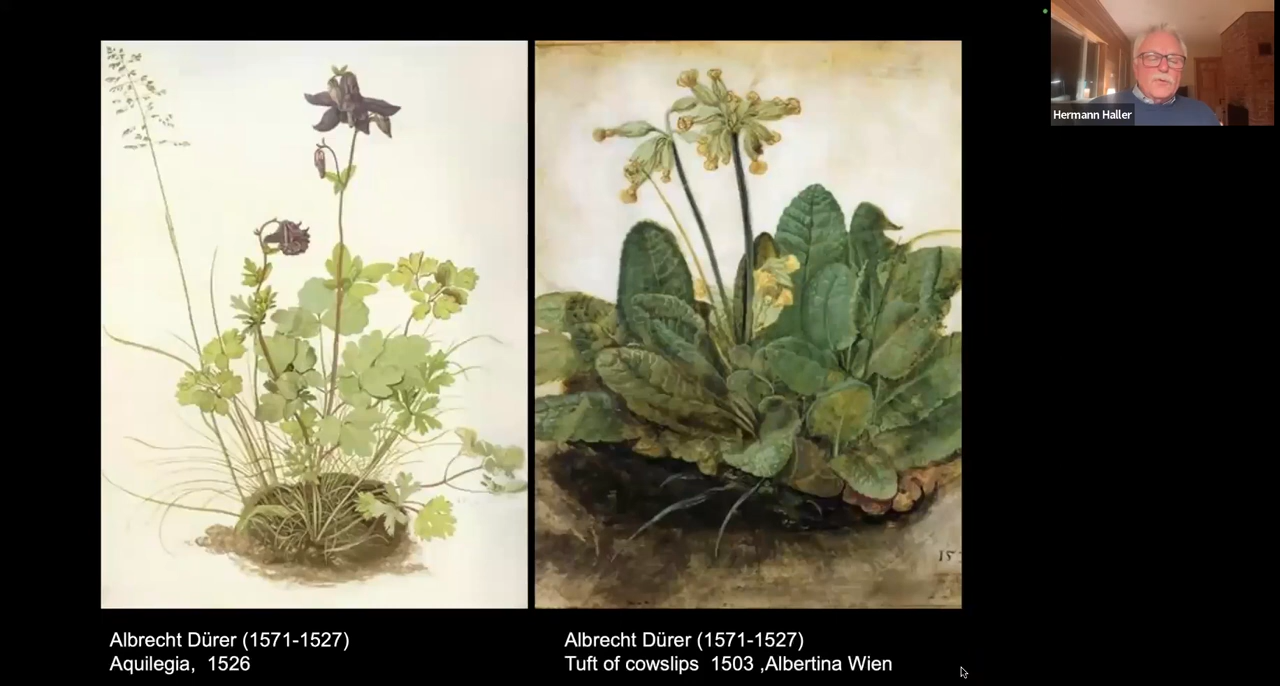 Hermann Haller
15
Albrecht Dürer (1571-1527)
Aquilegia,  1526
Albrecht Dürer (1571-1527)
Tuft of cowslips  1503 ,Albertina Wien